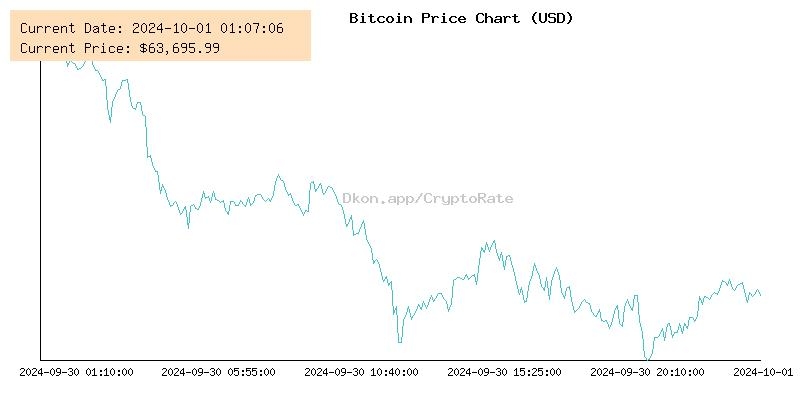 Bitcoin Price Chart (USD)
Current Date: 2024-10-01 01:07:06
Current Price: $63,695.99
Dkon.app/CryptoRate
2024-09-30 01:10:00 2024-09-30 05:55:00 2024-09-30 10:40:00 2024-09-30 15:25:00 2024-09-30 20:10:00 2024-10-01